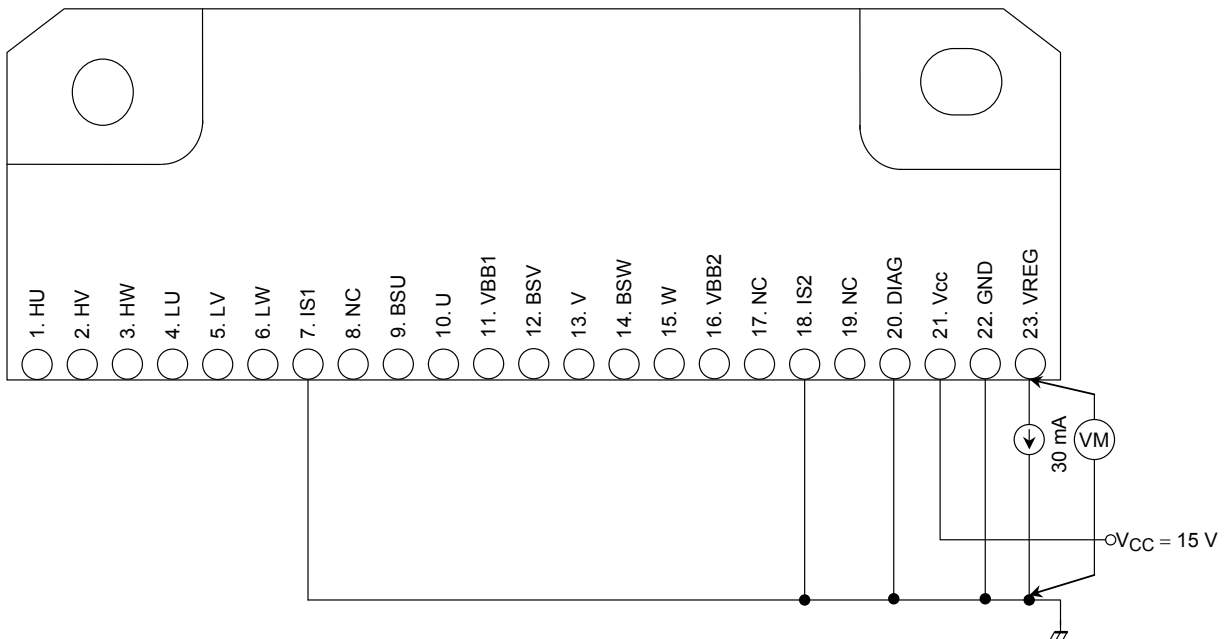 1. HU
2. HV
3. HW
4. LU
5. LV
6. LW
7. IS1
8. NC
9. BSU
10. U
11. VBB1
12. BSV
13. V
14. BSW
15. W
16. VBB2
17. NC
18. IS2
19. NC
20. DIAG
21. Vcc
22. GND
23. VREG
30 mA
VM
VCC = 15 V